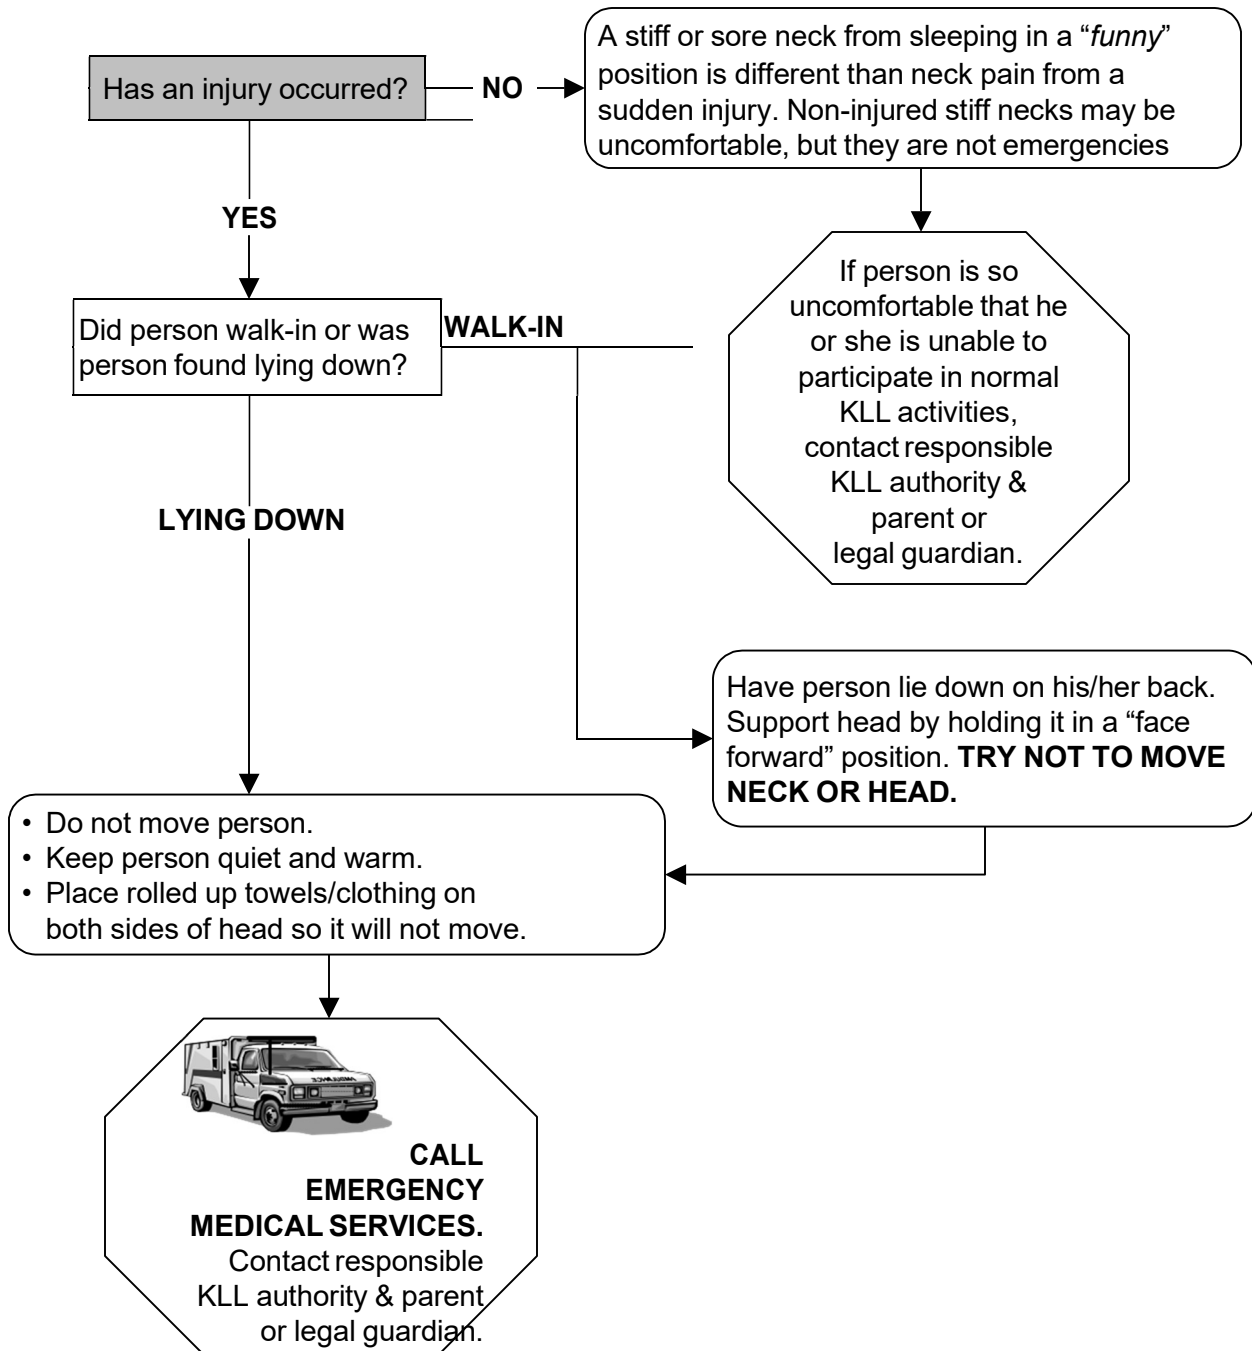 Has an injury occurred?
NO
A stiff or sore neck from sleeping in a “funny”
position is different than neck pain from a
sudden injury. Non-injured stiff necks may be
uncomfortable, but they are not emergencies
YES
If person is so
uncomfortable that he
or she is unable to
participate in normal
KLL activities,
contact responsible
KLL authority &
parent or
legal guardian.
Did person walk-in or was
person found lying down?
WALK-IN
LYING DOWN
Have person lie down on his/her back.
Support head by holding it in a “face
forward” position. TRY NOT TO MOVE
NECK OR HEAD.
• Do not move person.
• Keep person quiet and warm.
• Place rolled up towels/clothing on
both sides of head so it will not move.
AMBULANCE
CALL
EMERGENCY
MEDICAL SERVICES.
Contact responsible
KLL authority & parent
or legal guardian.